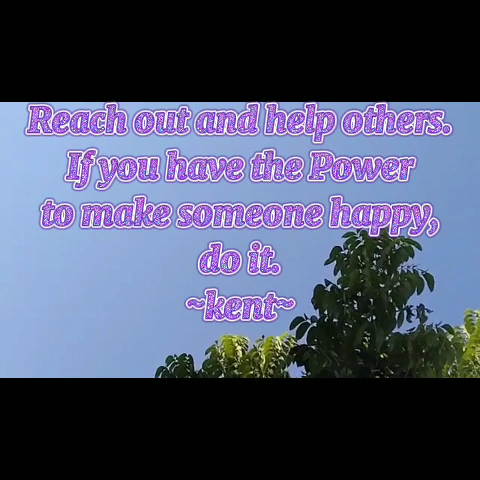 Reach out and help others.
If you have the Power
to make someone happy,
do it.
~kent~